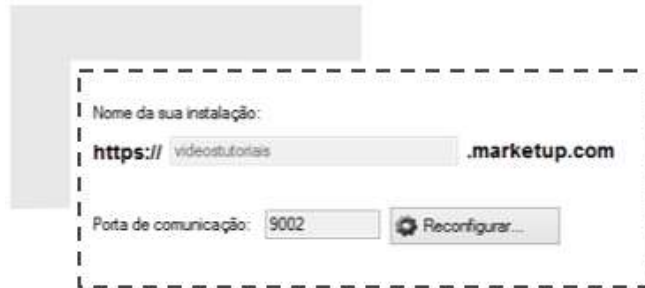 Nome da sua instalação:
https:// videostutoriais .marketup.com
Porta de comunicação: 9002 Reconfigurar...